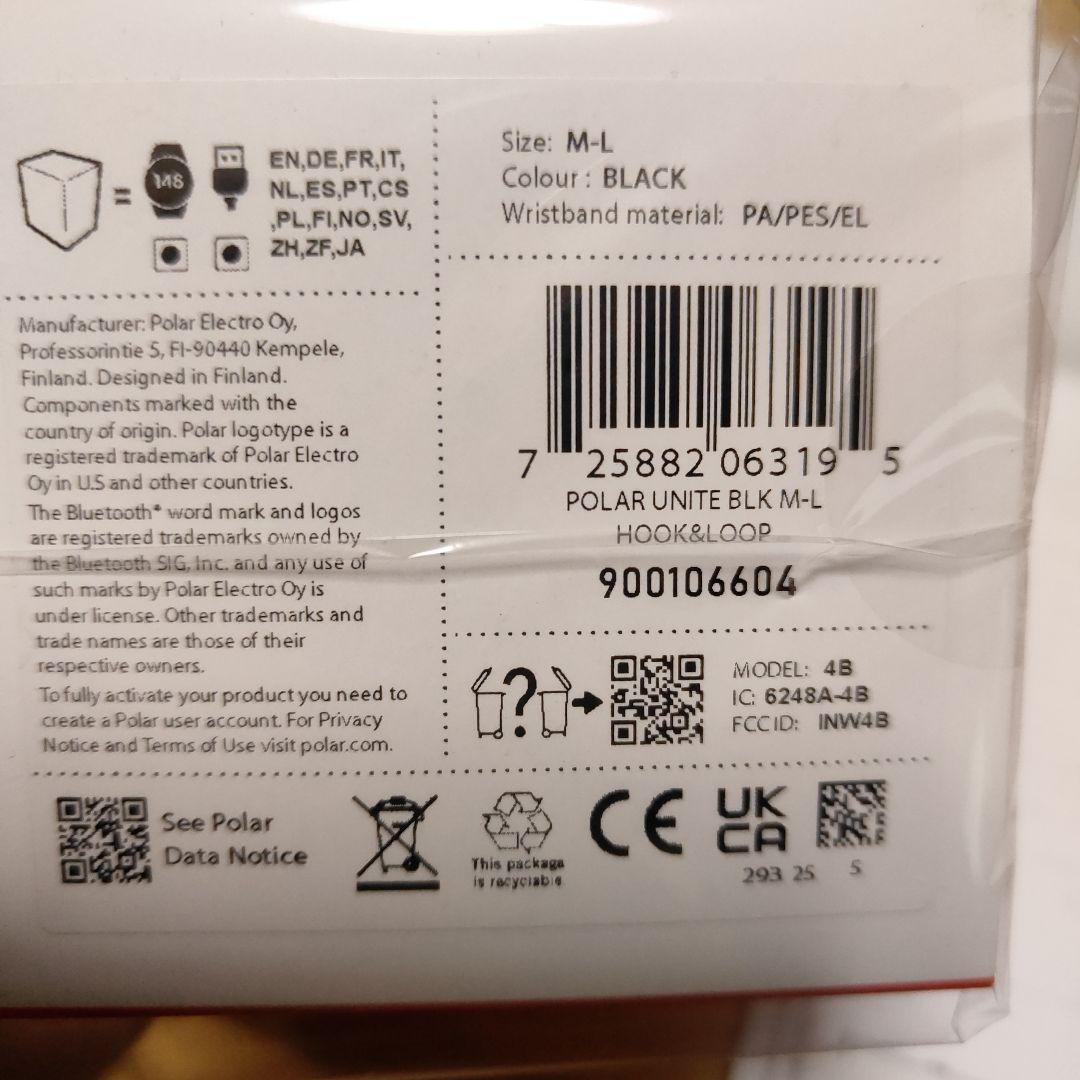 148
EN,DE,FR,IT,
NL,ES,PT,CS
,PL,FI,NO,SV,
ZH,ZF,JA
Size: M-L
Colour: BLACK
Wristband material: PA/PES/EL
Manufacturer: Polar Electro Oy,
Professorintie 5, FI-90440 Kempele,
Finland. Designed in Finland.
Components marked with the
country of origin. Polar logotype is a
registered trademark of Polar Electro
Oy in U.S and other countries.
The Bluetooth® word mark and logos
are registered trademarks owned by
the Bluetooth SIG, Inc. and any use of
such marks by Polar Electro Oy is
under license. Other trademarks and
trade names are those of their
respective owners.
To fully activate your product you need to
create a Polar user account. For Privacy
Notice and Terms of Use visit polar.com.
7 25882 06319 5
POLAR UNITE BLK M-L
HOOK&LOOP
900106604
?
MODEL: 4B
IC: 6248A-4B
FCC ID: INW4B
See Polar
Data Notice
This package
is recyclable
CE
UK
CA
293 25 5